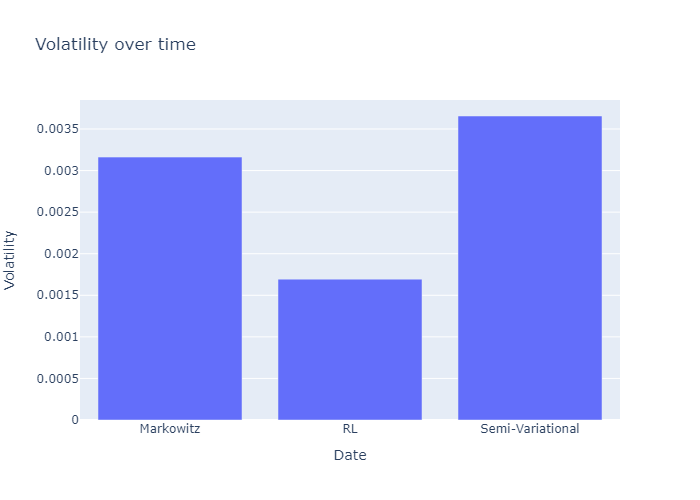 Volatility over time
Volatility
0.0035
0.003
0.0025
0.002
0.0015
0.001
0.0005
0
Markowitz
RL
Semi-Variational
Date